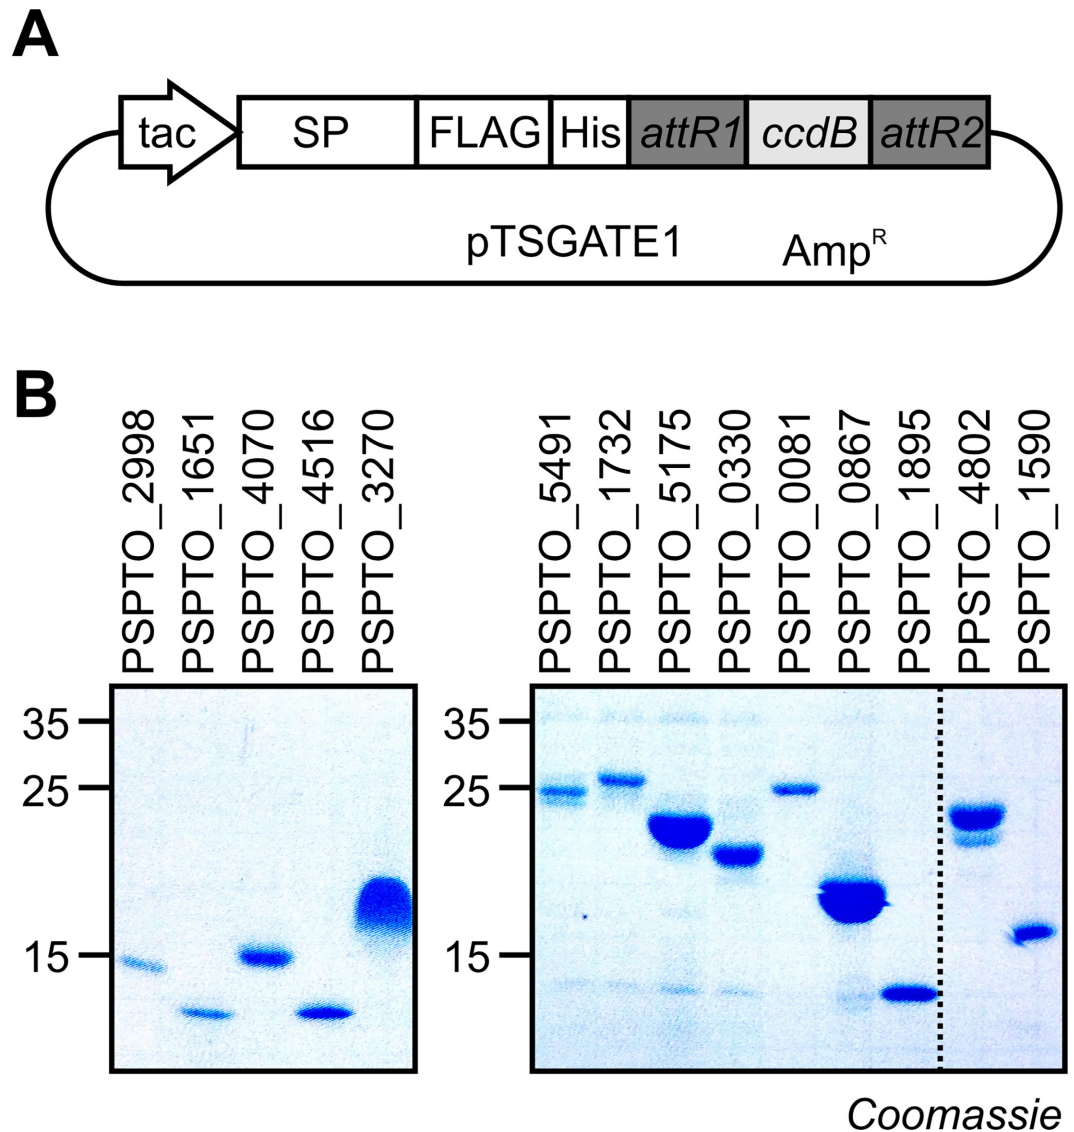 A
tac SP FLAG His attR1 ccdB attR2
pTSGATE1 Amp^R
B
PSPTO_2998
PSPTO_1651
PSPTO_4070
PSPTO_4516
PSPTO_3270
PSPTO_5491
PSPTO_1732
PSPTO_5175
PSPTO_0330
PSPTO_0081
PSPTO_0867
PSPTO_1895
PPSTO_4802
PSPTO_1590
35
25
15
35
25
15
Coomassie